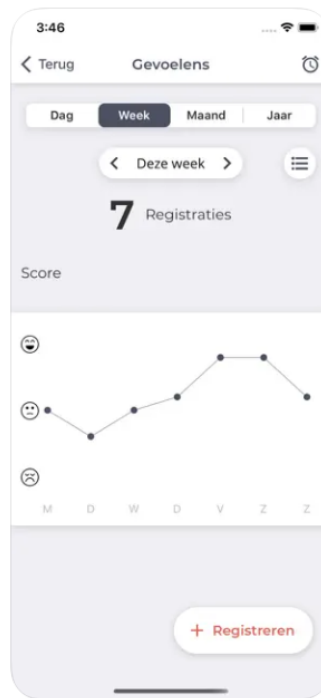 3:46
Terug Gevoelens
Dag Week Maand Jaar
Deze week
7 Registraties
Score
M D W D V Z Z
+ Registreren